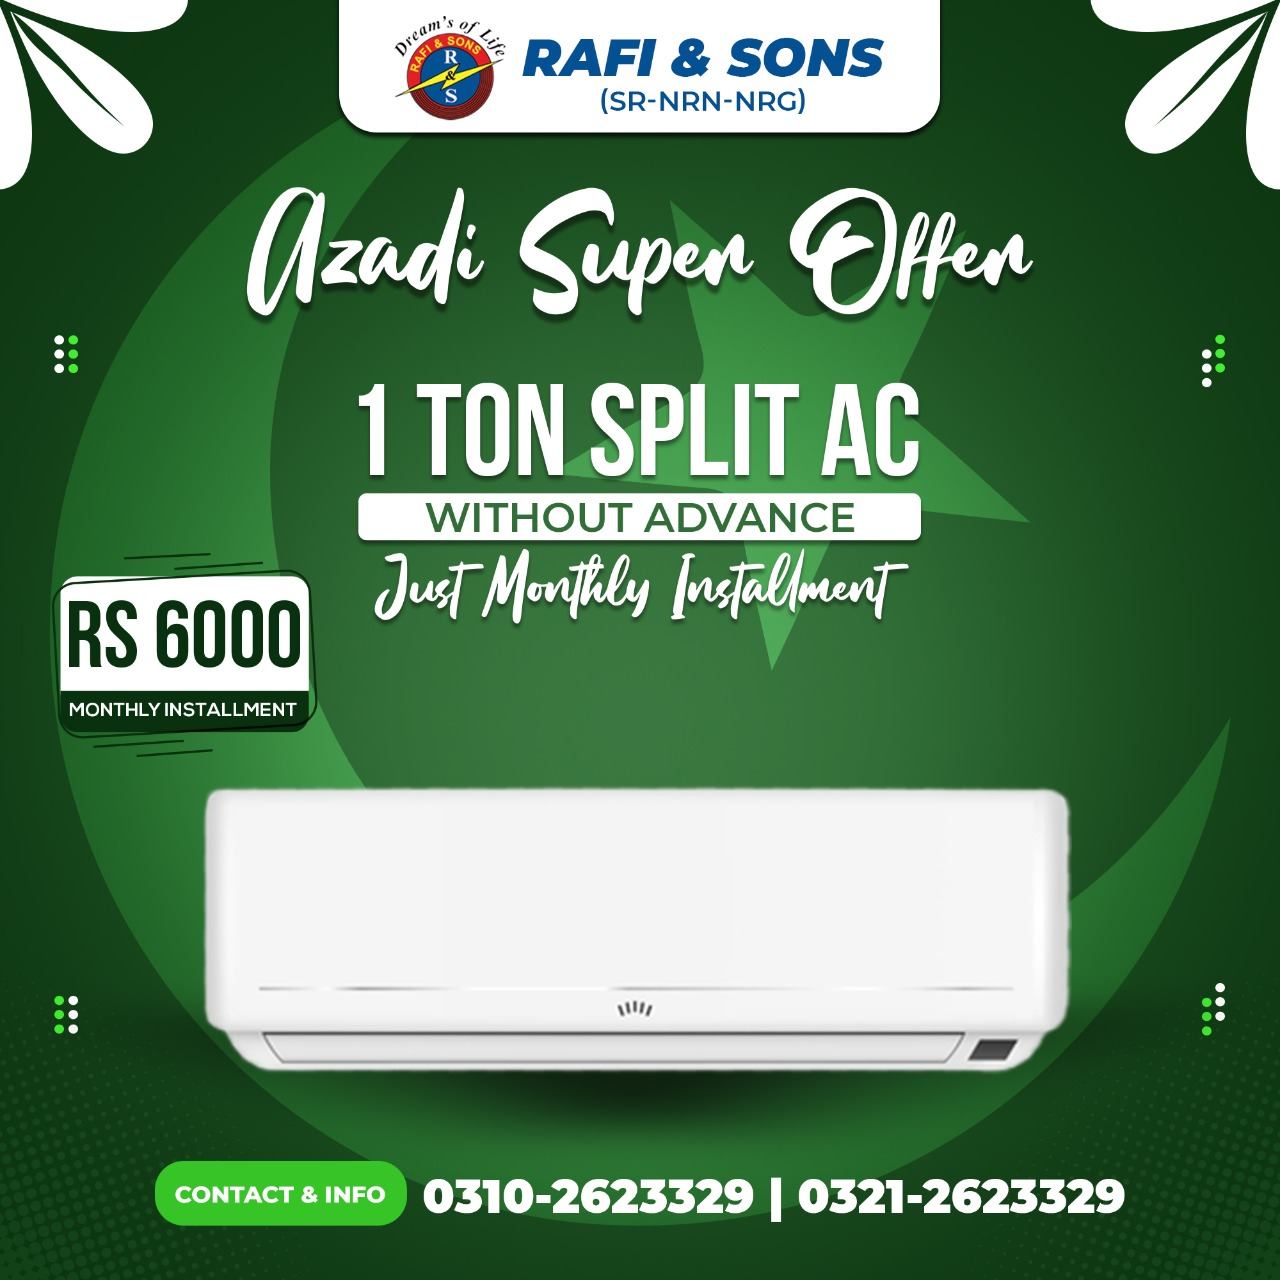 Dream's of Life
RAFI & SONS
R
&
S
RAFI & SONS
(SR-NRN-NRG)
Azadi Super Offer
1 TON SPLIT AC
WITHOUT ADVANCE
Just Monthly Installment
RS 6000
MONTHLY INSTALLMENT
CONTACT & INFO 0310-2623329 | 0321-2623329